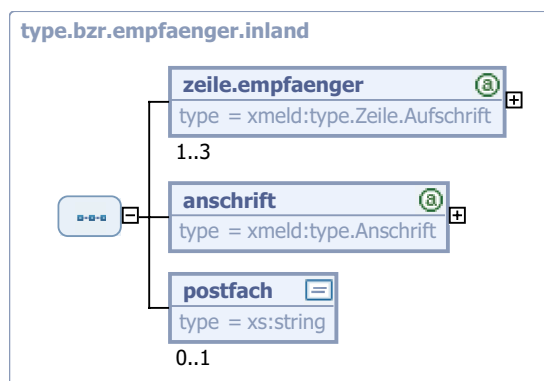 type.bzr.empfaenger.inland
zeile.empfaenger
type = xmeld:type.Zeile.Aufschrift
1..3
anschrift
type = xmeld:type.Anschrift
postfach
type = xs:string
0..1